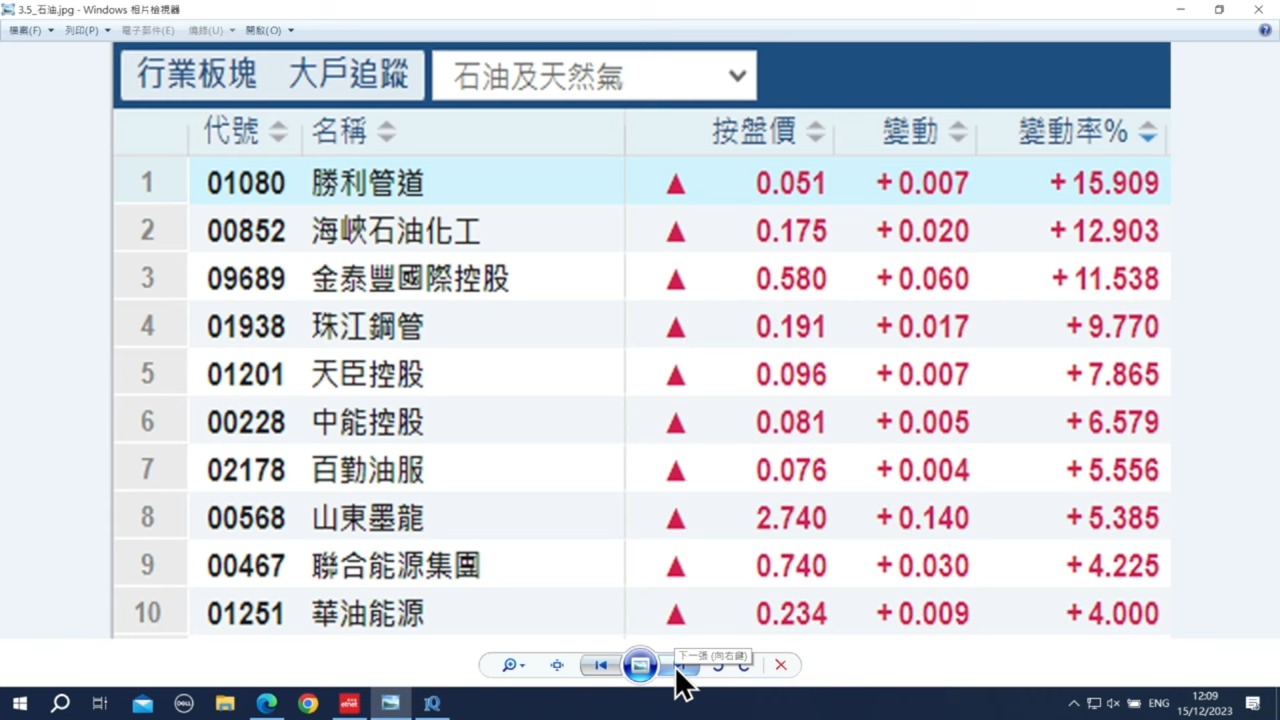 3.5_石油.jpg - Windows 相片檢視器
檔案(F) 列印(P) 電子郵件(E) 燒錄(U) 開啟(O)
行業板塊 大戶追蹤 石油及天然氣
代號 名稱 按盤價 變動 變動率%
1 01080 勝利管道 ▲ 0.051 +0.007 +15.909
2 00852 海峽石油化工 ▲ 0.175 +0.020 +12.903
3 09689 金泰豐國際控股 ▲ 0.580 +0.060 +11.538
4 01938 珠江鋼管 ▲ 0.191 +0.017 +9.770
5 01201 天臣控股 ▲ 0.096 +0.007 +7.865
6 00228 中能控股 ▲ 0.081 +0.005 +6.579
7 02178 百勤油服 ▲ 0.076 +0.004 +5.556
8 00568 山東墨龍 ▲ 2.740 +0.140 +5.385
9 00467 聯合能源集團 ▲ 0.740 +0.030 +4.225
10 01251 華油能源 ▲ 0.234 +0.009 +4.000
下一張 (向右鍵)
DELL
etnet
ENG
12:09
15/12/2023